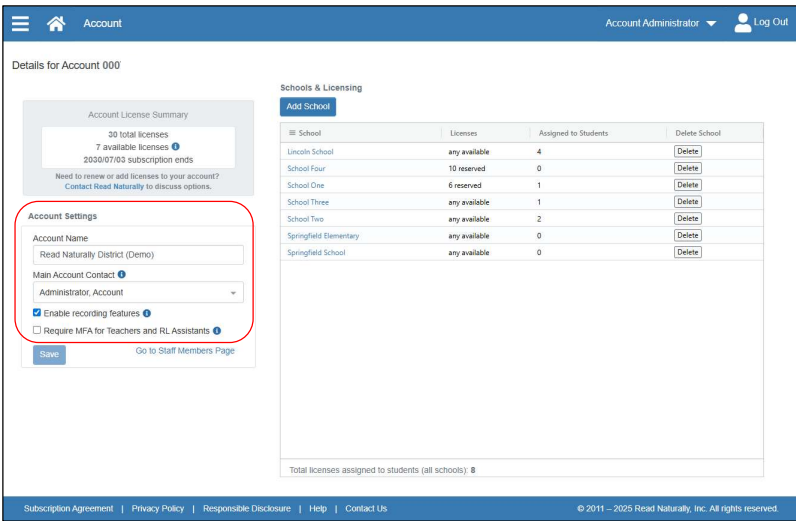 Account
Account Administrator
Log Out
Details for Account 000
Account License Summary
30 total licenses
7 available licenses
2030/07/03 subscription ends
Need to renew or add licenses to your account?
Contact Read Naturally to discuss options.
Account Settings
Account Name
Read Naturally District (Demo)
Main Account Contact
Administrator, Account
Enable recording features
Require MFA for Teachers and RL Assistants
Save
Go to Staff Members Page
Schools & Licensing
Add School
School Licenses Assigned to Students Delete School
Lincoln School any available 4 Delete
School Four 10 reserved 0 Delete
School One 6 reserved 1 Delete
School Three any available 1 Delete
School Two any available 2 Delete
Springfield Elementary any available 0 Delete
Springfield School any available 0 Delete
Total licenses assigned to students (all schools): 8
Subscription Agreement | Privacy Policy | Responsible Disclosure | Help | Contact Us
© 2011 – 2025 Read Naturally, Inc. All rights reserved.